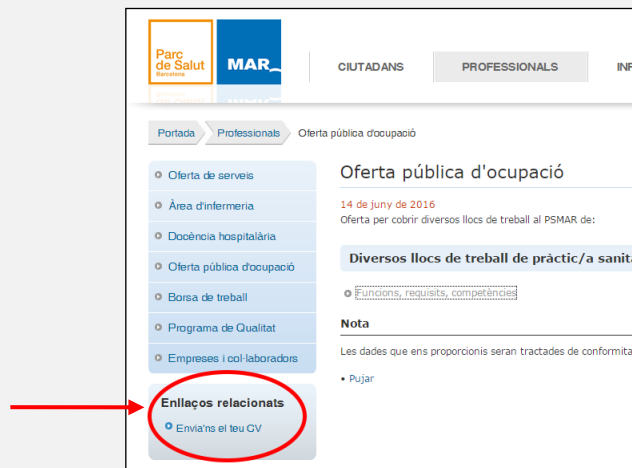 Parc
de Salut
Barcelona
MAR
CIUTADANS
PROFESSIONALS
Portada
Professionals
Oferta pública d'ocupació
Oferta de serveis
Àrea d'infermeria
Docència hospitalària
Oferta pública d'ocupació
Borsa de treball
Programa de Qualitat
Empreses i col·laboradors
Enllaços relacionats
Envia'ns el teu CV
Oferta pública d'ocupació
14 de juny de 2016
Oferta per cobrir diversos llocs de treball al PSMAR de:
Diversos llocs de treball de pràctic/a
Funcions, requisits, competències
Nota
Les dades que ens proporcionis seran tractades de
• Pujar